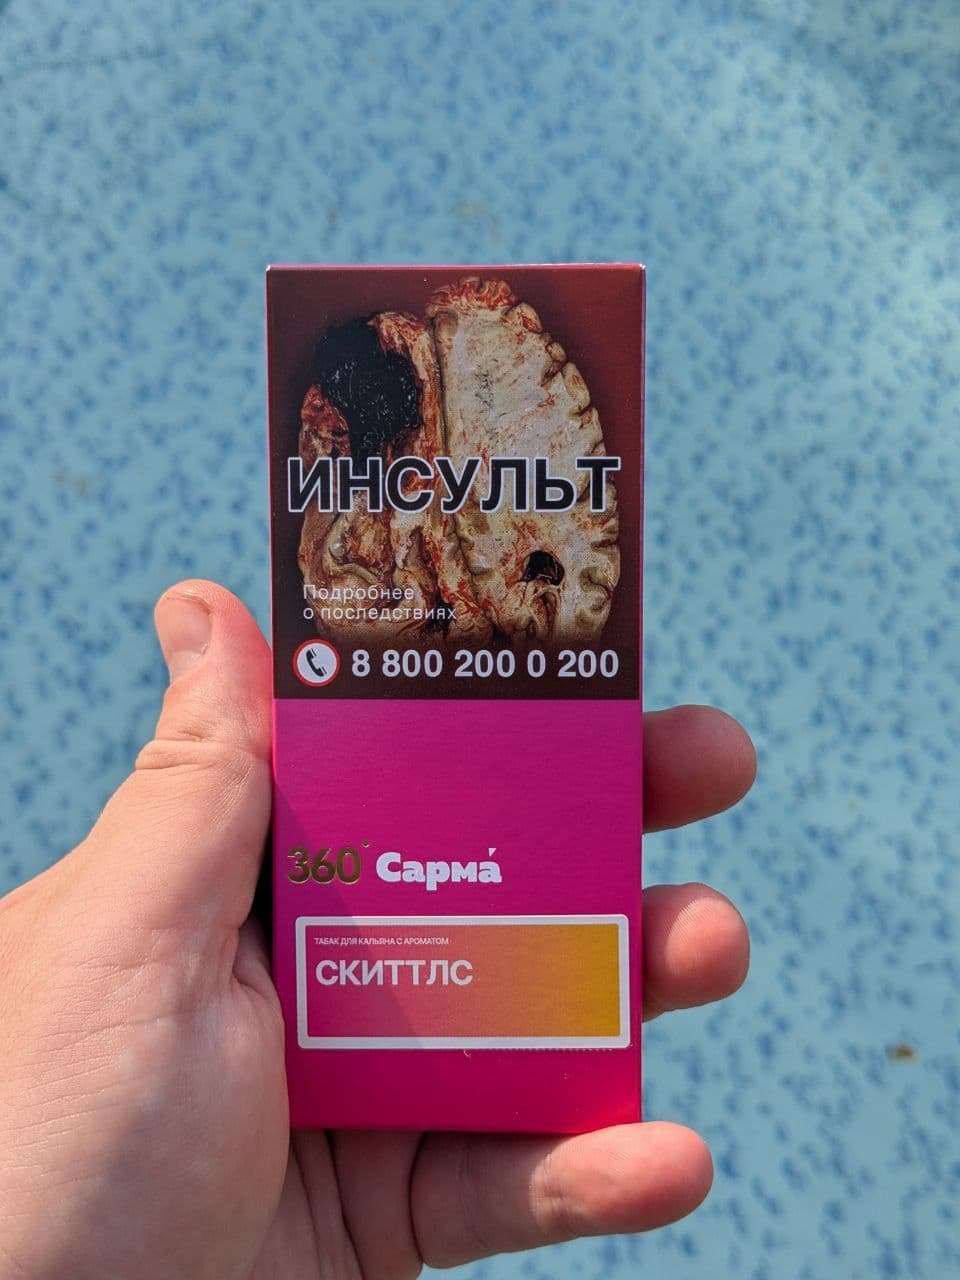 ИНСУЛЬТ
Подробнее
о последствиях
8 800 200 0 200
360° Сарма́
ТАБАК ДЛЯ КАЛЬЯНА С АРОМАТОМ
СКИТТЛС